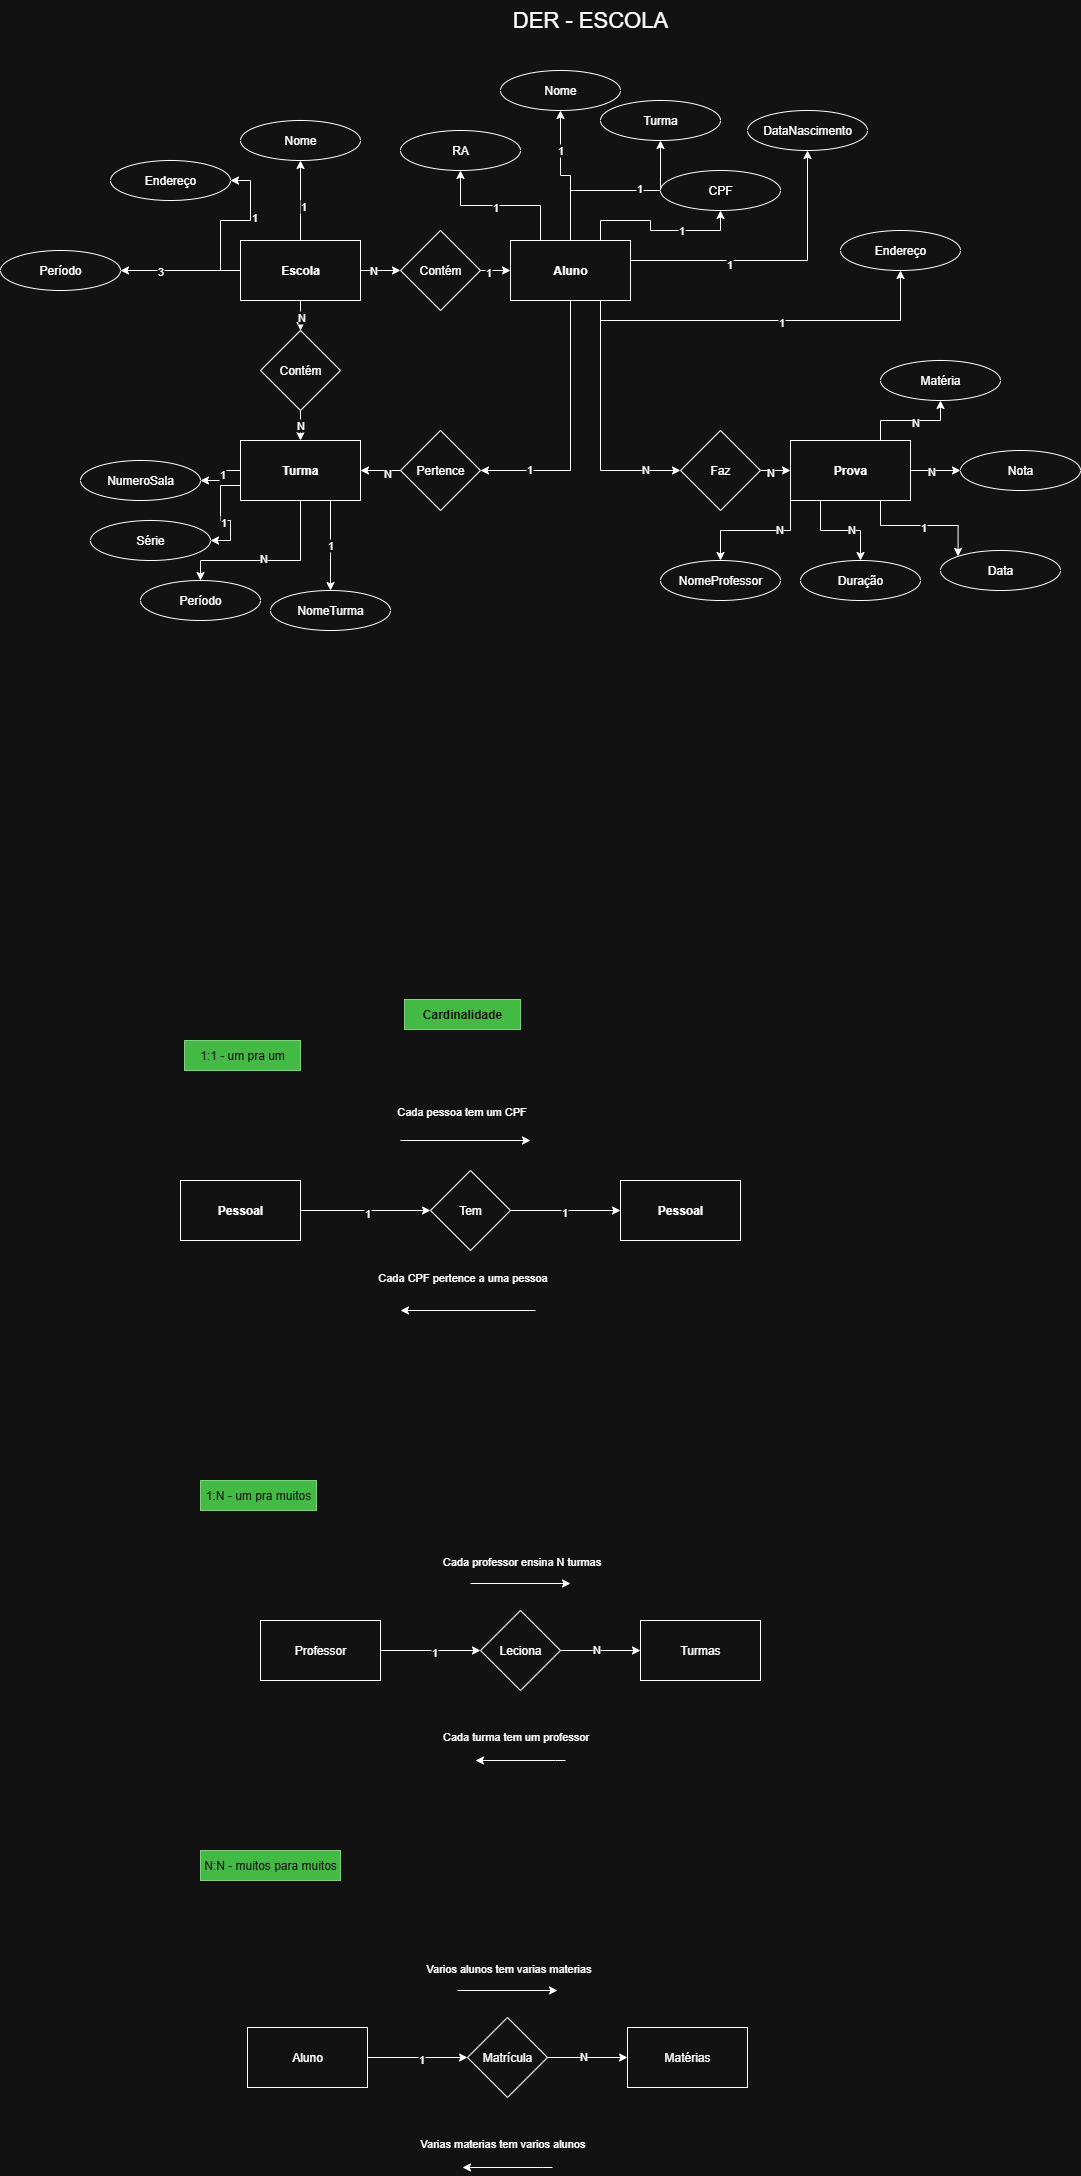 DER - ESCOLA
Nome
Turma
DataNascimento
Nome
RA
1
Endereço
1
CPF
1
1
1
1
Endereço
1
Período
3
Escola
N
Contém
1
Aluno
N
1
Contém
Matéria
N
N
Turma
N
Pertence
1
N
Faz
N
Prova
N
Nota
NumeroSala
1
1
Série
N
1
N
N
1
Período
NomeTurma
NomeProfessor
Duração
Data
Cardinalidade
1:1 - um pra um
Cada pessoa tem um CPF
Pessoal
1
Tem
1
Pessoal
Cada CPF pertence a uma pessoa
1:N - um pra muitos
Cada professor ensina N turmas
Professor
1
Leciona
N
Turmas
Cada turma tem um professor
N:N - muitos para muitos
Varios alunos tem varias materias
Aluno
1
Matrícula
N
Matérias
Varias materias tem varios alunos